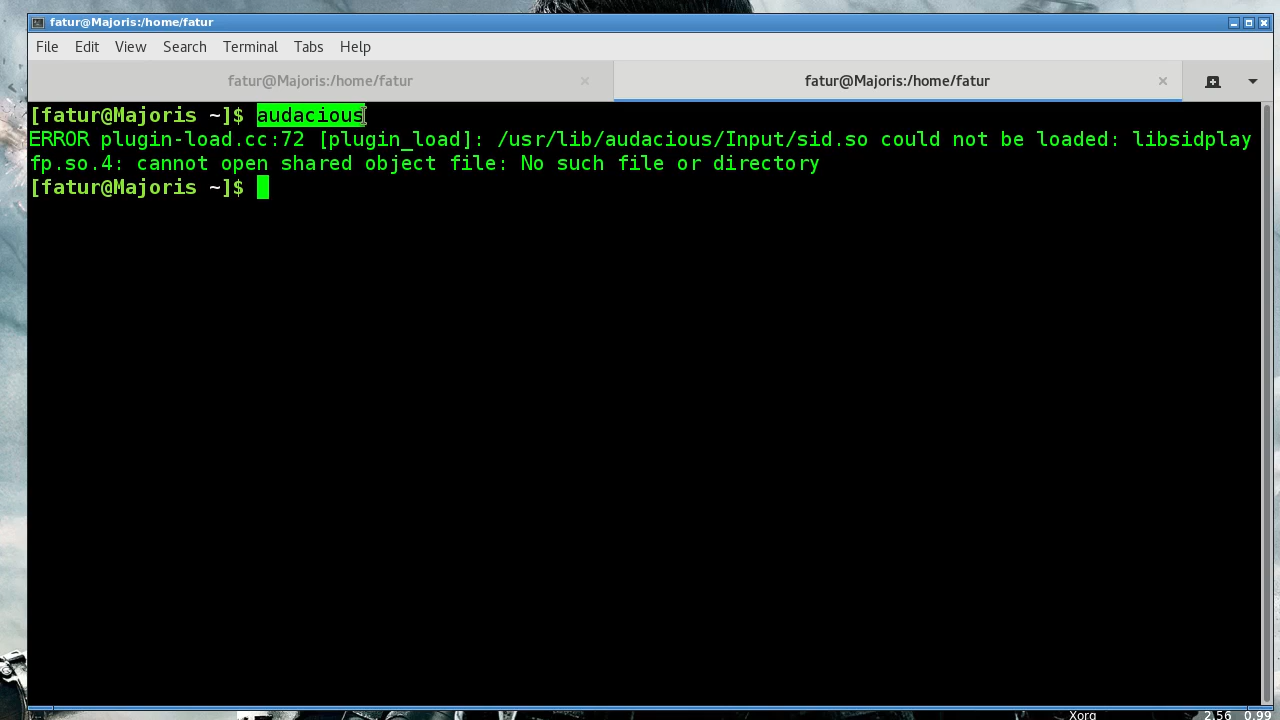 fatur@Majoris:/home/fatur
File Edit View Search Terminal Tabs Help
fatur@Majoris:/home/fatur × fatur@Majoris:/home/fatur ×
[fatur@Majoris ~]$ audacious
ERROR plugin-load.cc:72 [plugin_load]: /usr/lib/audacious/Input/sid.so could not be loaded: libsidplay
fp.so.4: cannot open shared object file: No such file or directory
[fatur@Majoris ~]$
Xorg 2.56 0.99